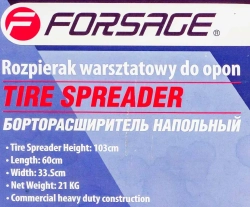 FORSAGE®
Rozpierak warsztatowy do opon
TIRE SPREADER
БОРТОРАСШИРИТЕЛЬ НАПОЛЬНЫЙ
• Tire Spreader Height: 103cm
• Length: 60cm
• Width: 33.5cm
• Net Weight: 21 KG
• Commercial heavy duty construction